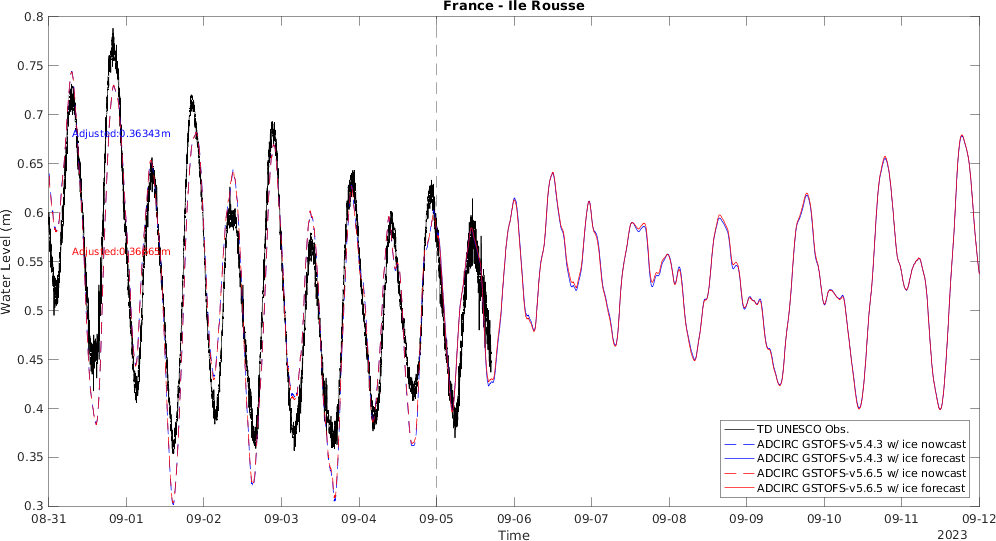 France - Ile Rousse
0.8
0.75
0.7
0.65
0.6
0.55
0.5
0.45
0.4
0.35
0.3
Water Level (m)
Adjusted:0.36343m
Adjusted:0.36665m
TD UNESCO Obs.
ADCIRC GSTOFS-v5.4.3 w/ ice nowcast
ADCIRC GSTOFS-v5.4.3 w/ ice forecast
ADCIRC GSTOFS-v5.6.5 w/ ice nowcast
ADCIRC GSTOFS-v5.6.5 w/ ice forecast
08-31 09-01 09-02 09-03 09-04 09-05 09-06 09-07 09-08 09-09 09-10 09-11 09-12
Time
2023